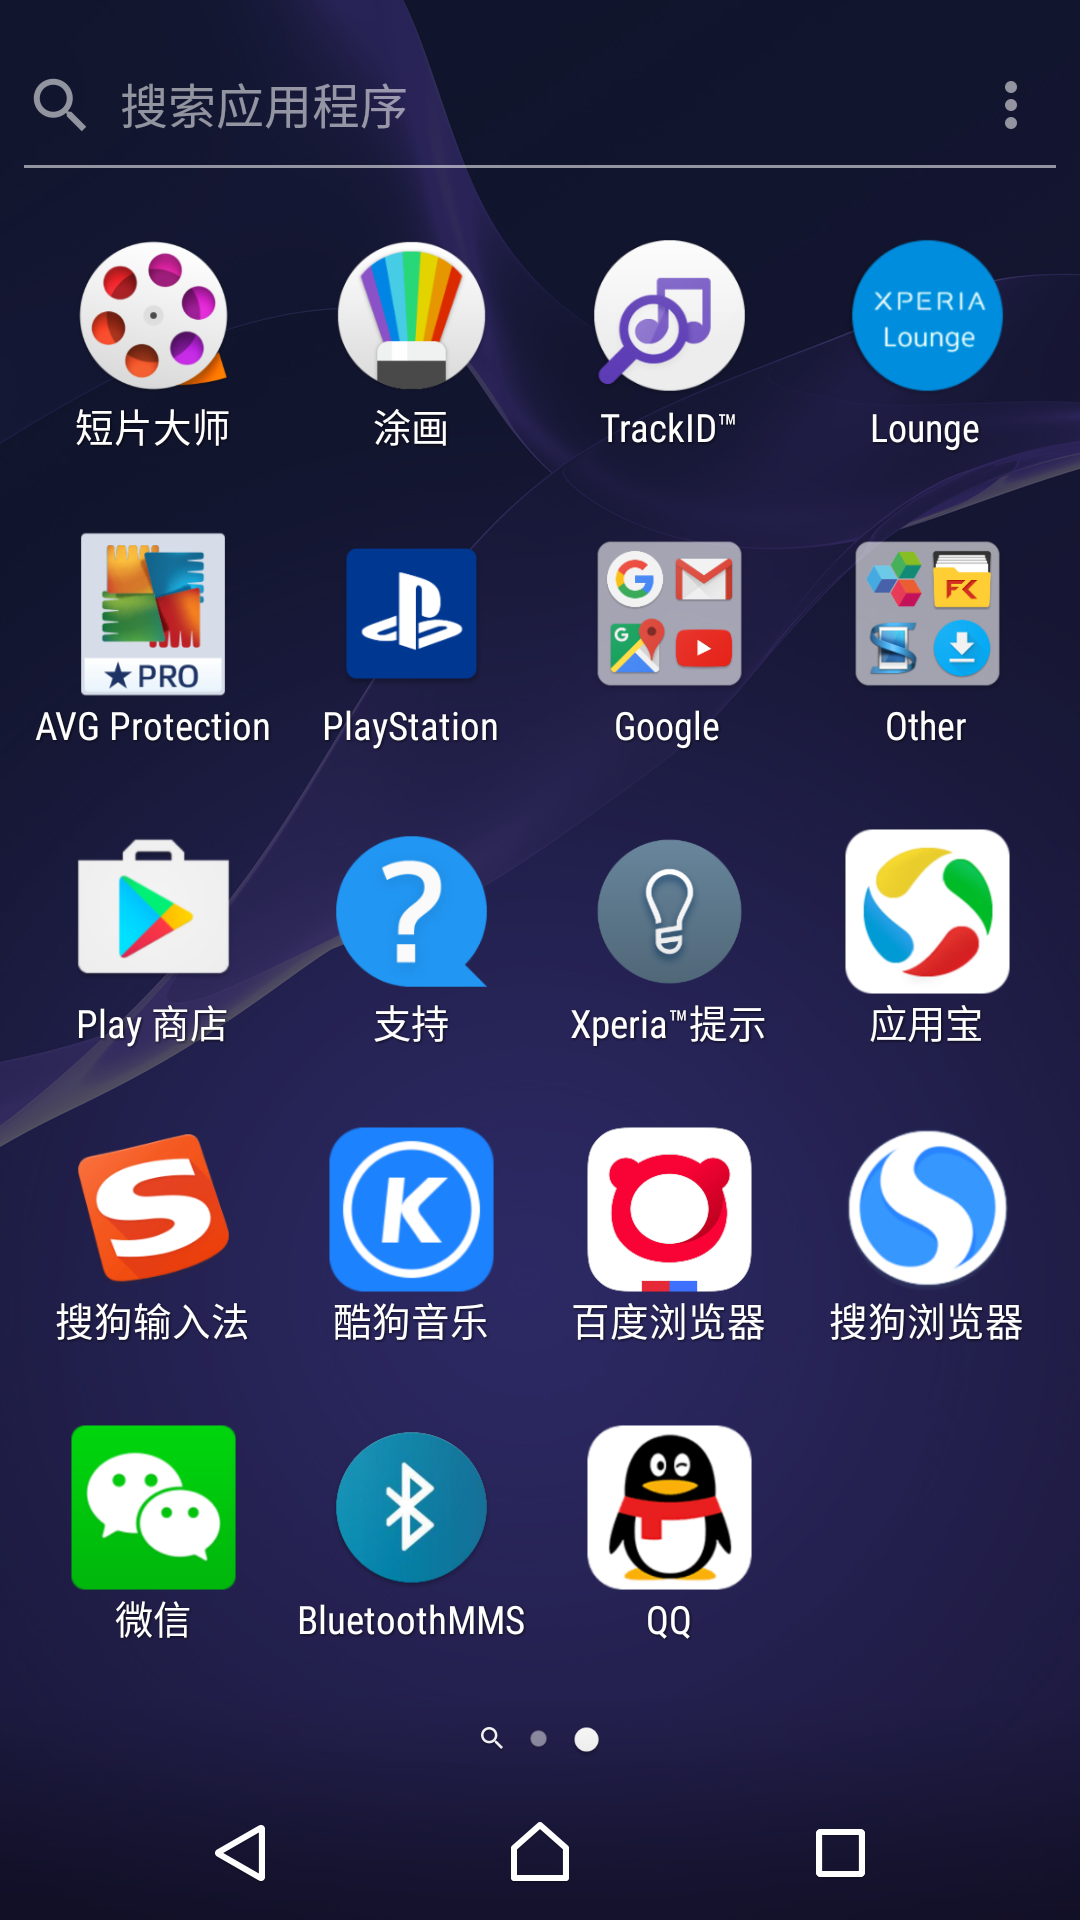 搜索应用程序
XPERIA
Lounge
短片大师
涂画
TrackID™
Lounge
PRO
AVG Protection
PlayStation
Google
Other
Play 商店
支持
Xperia™提示
应用宝
搜狗输入法
酷狗音乐
百度浏览器
搜狗浏览器
微信
BluetoothMMS
QQ